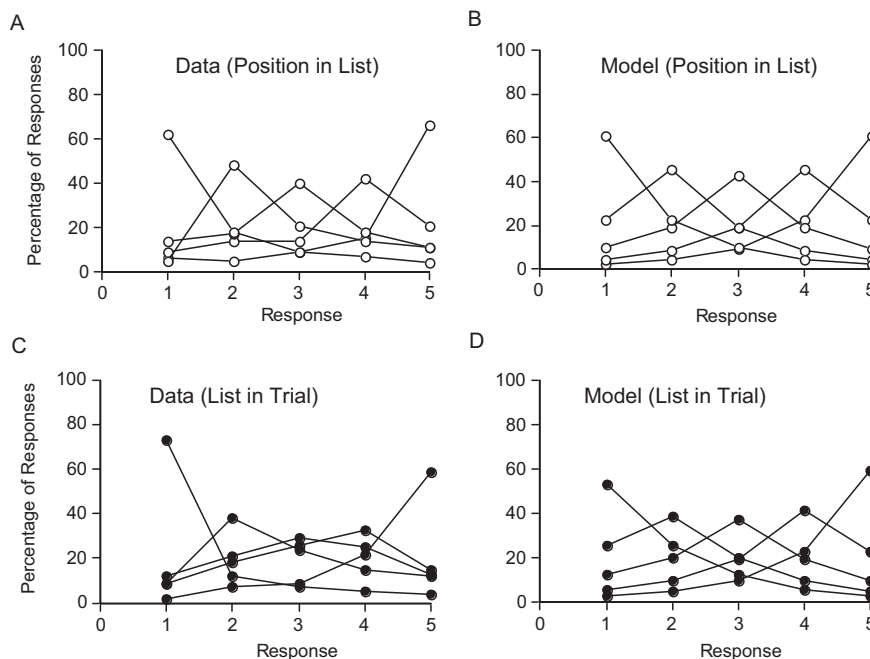 A
Data (Position in List)
Percentage of Responses
100
80
60
40
20
0
0 1 2 3 4 5
Response
B
Model (Position in List)
100
80
60
40
20
0
0 1 2 3 4 5
Response
C
Data (List in Trial)
Percentage of Responses
100
80
60
40
20
0
0 1 2 3 4 5
Response
D
Model (List in Trial)
100
80
60
40
20
0
0 1 2 3 4 5
Response